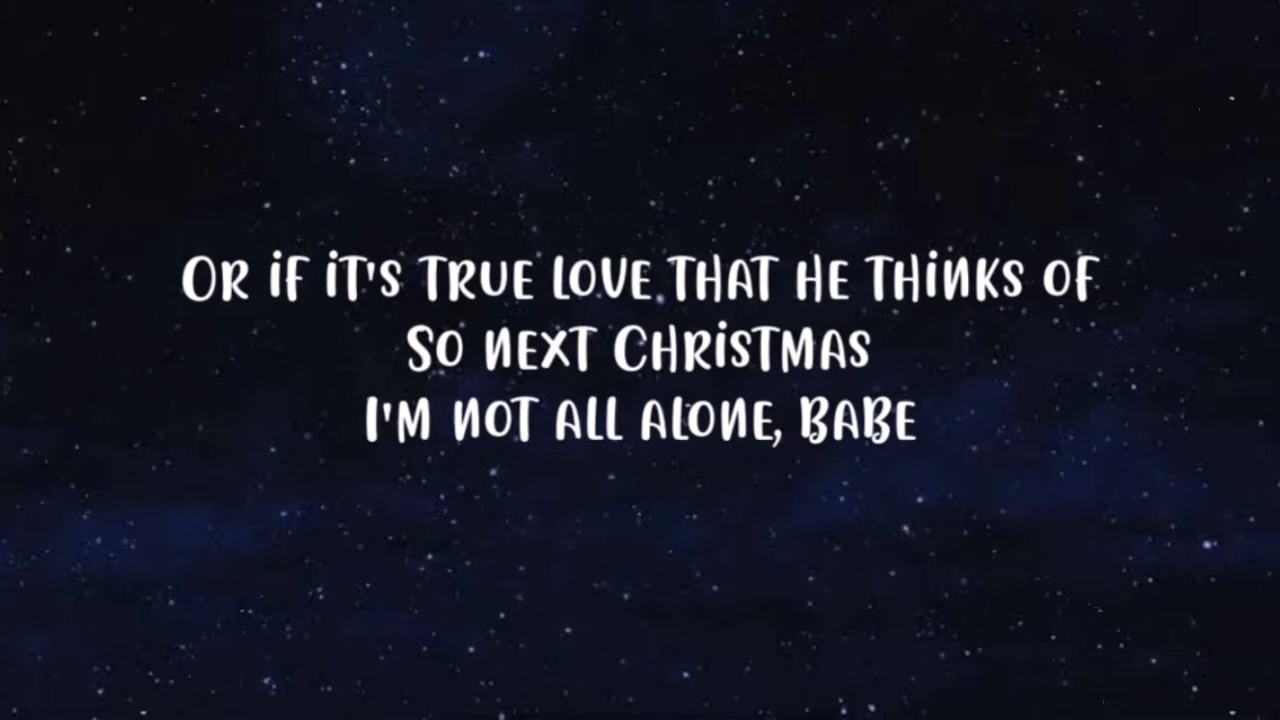 OR iF iT'S TRUE LOVE THAT HE THiNKS OF
SO NEXT CHRiSTMAS
I'M NOT ALL ALONE, BABE